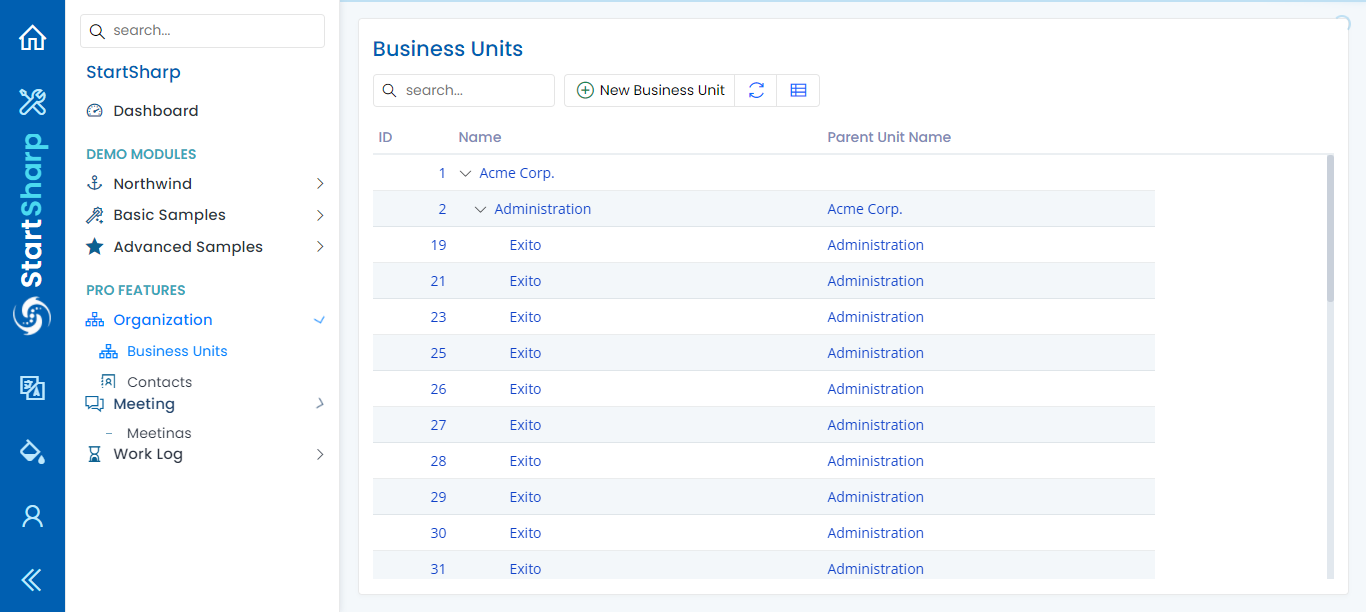 StartSharp
search...
StartSharp
Dashboard
DEMO MODULES
Northwind
Basic Samples
Advanced Samples
PRO FEATURES
Organization
Business Units
Contacts
Meeting
Meetings
Work Log
Business Units
search...
New Business Unit
ID Name Parent Unit Name
1 Acme Corp.
2 Administration Acme Corp.
19 Exito Administration
21 Exito Administration
23 Exito Administration
25 Exito Administration
26 Exito Administration
27 Exito Administration
28 Exito Administration
29 Exito Administration
30 Exito Administration
31 Exito Administration